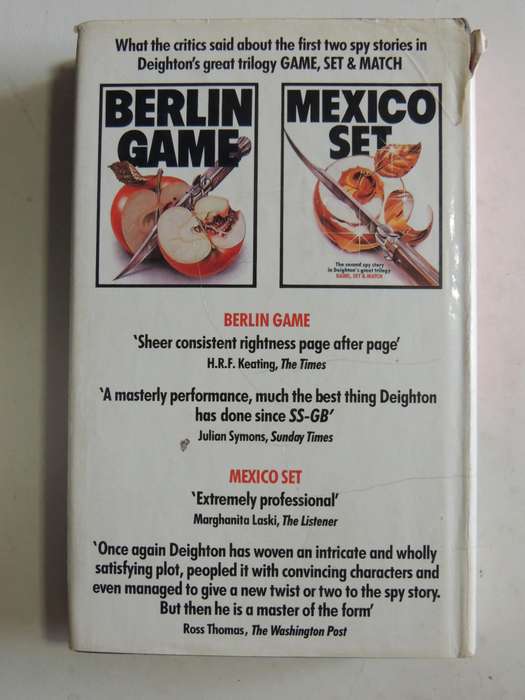 What the critics said about the first two spy stories in
Deighton's great trilogy GAME, SET & MATCH
BERLIN
GAME
MEXICO
SET
The second spy story
in Deighton's great trilogy
GAME, SET & MATCH
BERLIN GAME
'Sheer consistent rightness page after page'
H.R.F. Keating, The Times
'A masterly performance, much the best thing Deighton
has done since SS-GB'
Julian Symons, Sunday Times
MEXICO SET
'Extremely professional'
Marghanita Laski, The Listener
'Once again Deighton has woven an intricate and wholly
satisfying plot, peopled it with convincing characters and
even managed to give a new twist or two to the spy story.
But then he is a master of the form'
Ross Thomas, The Washington Post